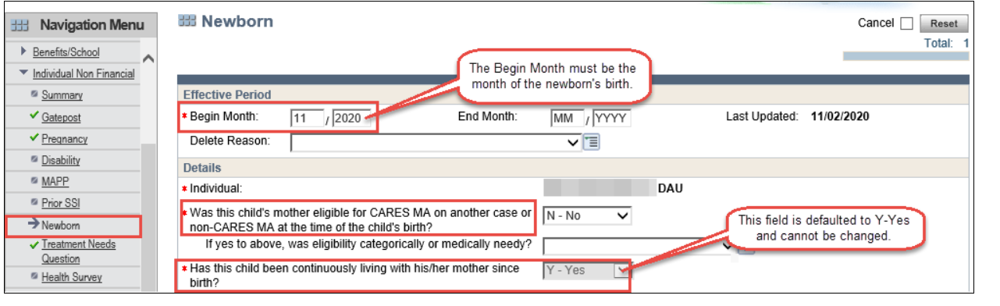 Navigation Menu
Benefits/School
Individual Non Financial
Summary
Gatepost
Pregnancy
Disability
MAPP
Prior SSI
Newborn
Treatment Needs
Question
Health Survey
Newborn
Cancel
Reset
Total: 1
The Begin Month must be the
month of the newborn's birth.
Effective Period
* Begin Month: 11 / 2020 End Month: MM / YYYY Last Updated: 11/02/2020
Delete Reason:
Details
* Individual: DAU
* Was this child's mother eligible for CARES MA on another case or
non-CARES MA at the time of the child's birth?
N - No
If yes to above, was eligibility categorically or medically needy?
This field is defaulted to Y-Yes
and cannot be changed.
* Has this child been continuously living with his/her mother since
birth?
Y - Yes